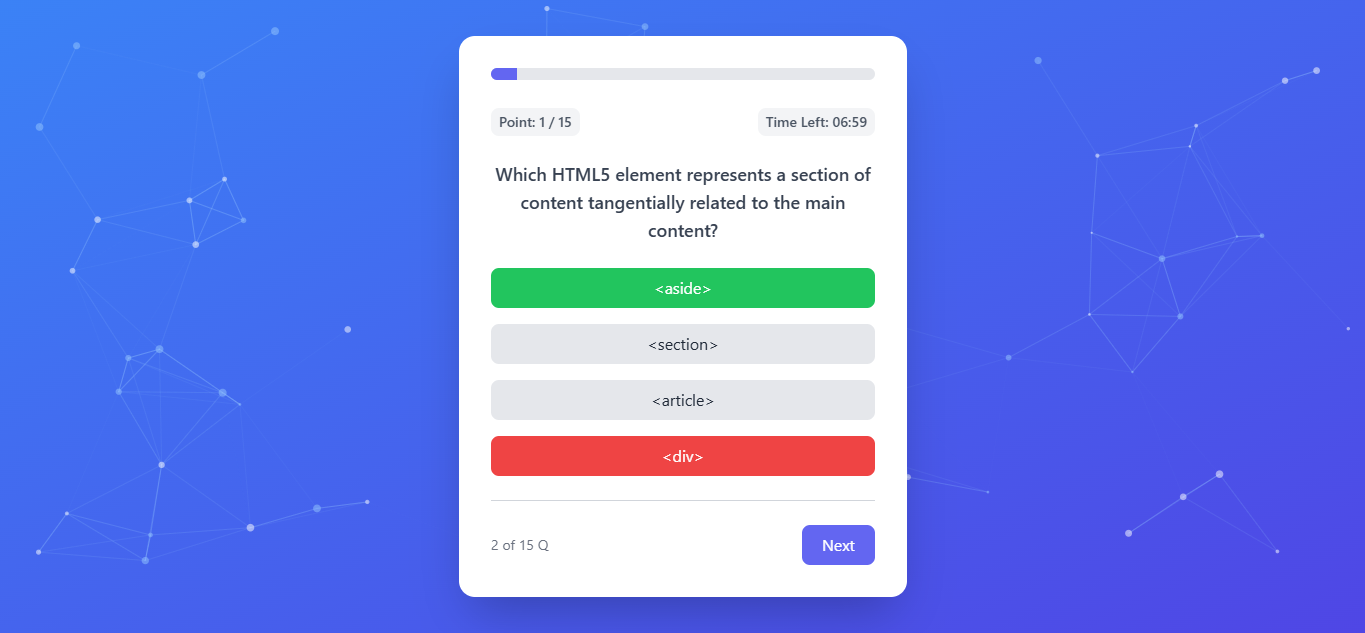 Point: 1 / 15
Time Left: 06:59
Which HTML5 element represents a section of
content tangentially related to the main
content?
<aside>
<section>
<article>
<div>
2 of 15 Q
Next